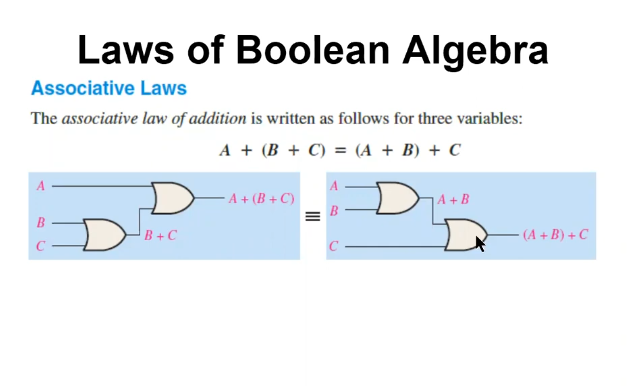 Laws of Boolean Algebra
Associative Laws
The associative law of addition is written as follows for three variables:
A + (B + C) = (A + B) + C
A
B
C
B + C
A + (B + C)
≡
A
B
C
A + B
(A + B) + C